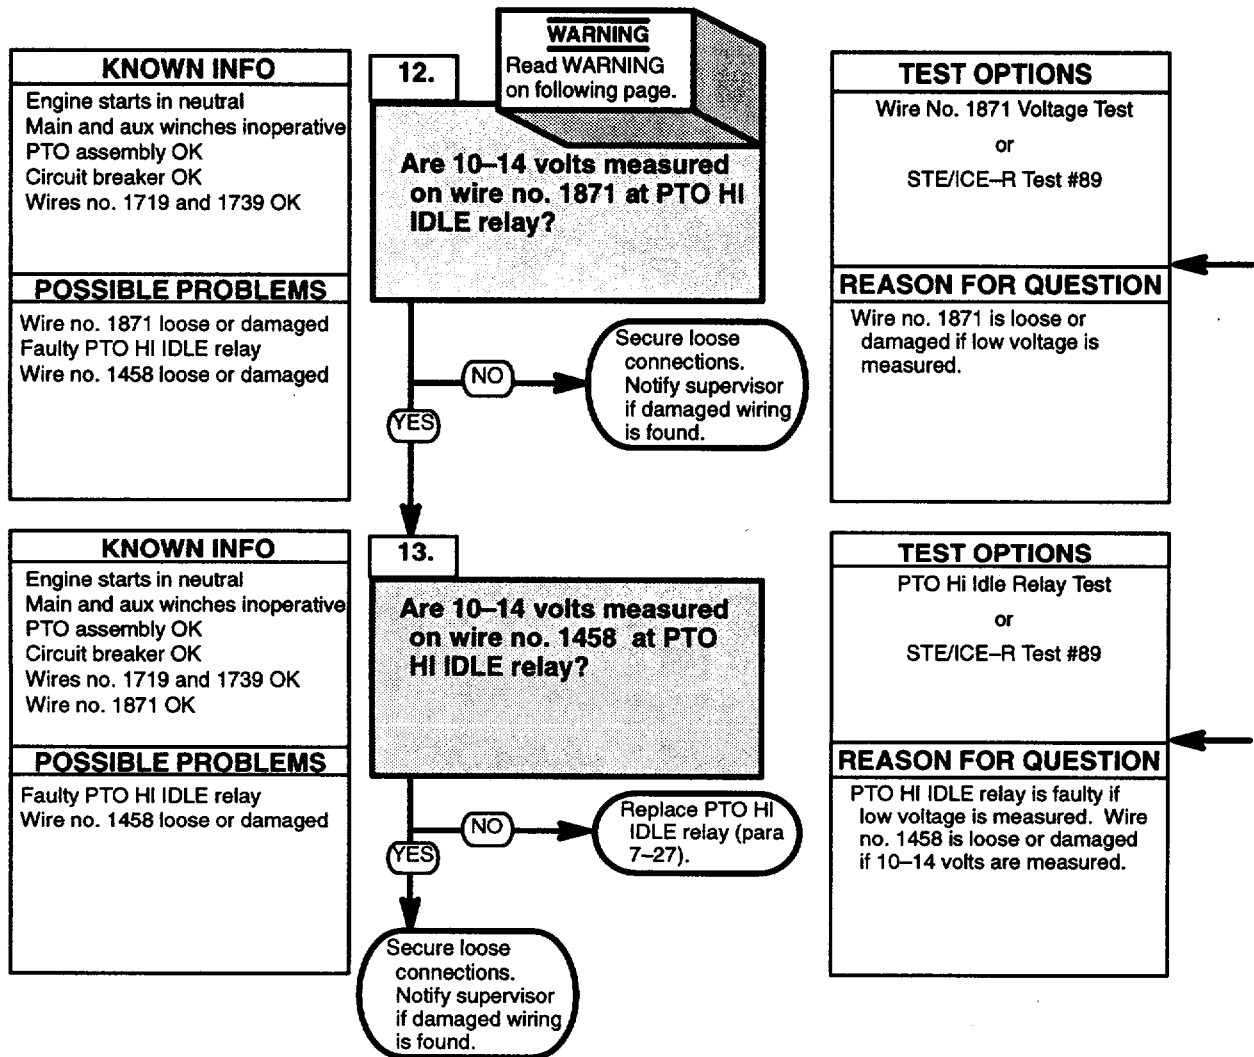 WARNING
Read WARNING
on following page.
KNOWN INFO
Engine starts in neutral
Main and aux winches inoperative
PTO assembly OK
Circuit breaker OK
Wires no. 1719 and 1739 OK
POSSIBLE PROBLEMS
Wire no. 1871 loose or damaged
Faulty PTO HI IDLE relay
Wire no. 1458 loose or damaged
12.
Are 10–14 volts measured
on wire no. 1871 at PTO HI
IDLE relay?
NO
Secure loose
connections.
Notify supervisor
if damaged wiring
is found.
YES
TEST OPTIONS
Wire No. 1871 Voltage Test
or
STE/ICE–R Test #89
REASON FOR QUESTION
Wire no. 1871 is loose or
damaged if low voltage is
measured.
KNOWN INFO
Engine starts in neutral
Main and aux winches inoperative
PTO assembly OK
Circuit breaker OK
Wires no. 1719 and 1739 OK
Wire no. 1871 OK
POSSIBLE PROBLEMS
Faulty PTO HI IDLE relay
Wire no. 1458 loose or damaged
13.
Are 10–14 volts measured
on wire no. 1458 at PTO
HI IDLE relay?
NO
Replace PTO HI
IDLE relay (para
7–27).
YES
Secure loose
connections.
Notify supervisor
if damaged wiring
is found.
TEST OPTIONS
PTO Hi Idle Relay Test
or
STE/ICE–R Test #89
REASON FOR QUESTION
PTO HI IDLE relay is faulty if
low voltage is measured. Wire
no. 1458 is loose or damaged
if 10–14 volts are measured.